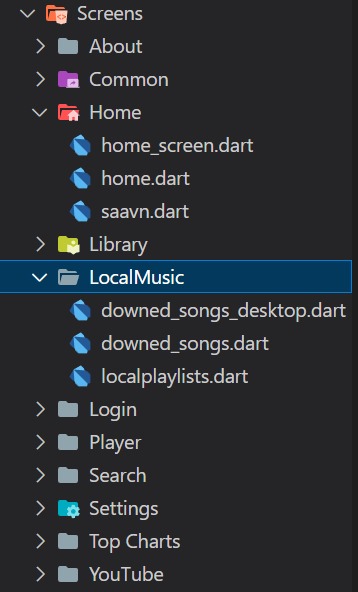 Screens
About
Common
Home
home_screen.dart
home.dart
saavn.dart
Library
LocalMusic
downed_songs_desktop.dart
downed_songs.dart
localplaylists.dart
Login
Player
Search
Settings
Top Charts
YouTube